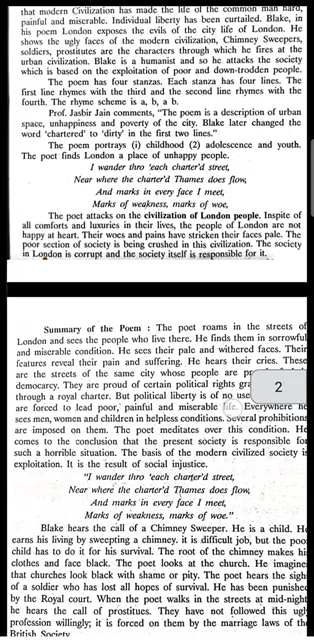 that modern Civilization has made the life of the common man hard,
painful and miserable. Individual liberty has been curtailed. Blake, in
his poem London exposes the evils of the city life of London. He
shows the ugly faces of the modern civilization, Chimney Sweepers,
soldiers, prostitutes are the characters through which he fires at the
urban civilization. Blake is a humanist and so he attacks the society
which is based on the exploitation of poor and down-trodden people.
The poem has four stanzas. Each stanza has four lines. The
first line rhymes with the third and the second line rhymes with the
fourth. The rhyme scheme is a, b, a b.
Prof. Jasbir Jain comments, "The poem is a description of urban
space, unhappiness and poverty of the city. Blake later changed the
word 'chartered' to 'dirty' in the first two lines."
The poem portrays (i) childhood (2) adolescence and youth.
The poet finds London a place of unhappy people.
I wander thro 'each charter'd street,
Near where the charter'd Thames does flow,
And marks in every face I meet,
Marks of weakness, marks of woe,
The poet attacks on the civilization of London people. Inspite of
all comforts and luxuries in their lives, the people of London are not
happy at heart. Their woes and pains have stricken their faces pale. The
poor section of society is being crushed in this civilization. The society
in London is corrupt and the society itself is responsible for it.
Summary of the Poem : The poet roams in the streets of
London and sees the people who live there. He finds them in sorrowful
and miserable condition. He sees their pale and withered faces. Their
features reveal their pain and suffering. He hears their cries. These
are the streets of the same city whose people are
democarcy. They are proud of certain political rights
through a royal charter. But political liberty is of no use
2
are forced to lead poor, painful and miserable life. Everywhere he
sees men, women and children in helpless conditions. Several prohibitions
are imposed on them. The poet meditates over this condition. He
comes to the conclusion that the present society is responsible for
such a horrible situation. The basis of the modern civilized society is
exploitation. It is the result of social injustice.
"I wander thro 'each charter'd street,
Near where the charter'd Thames does flow,
And marks in every face I meet,
Marks of weakness, marks of woe."
Blake hears the call of a Chimney Sweeper. He is a child. He
earns his living by sweepting a chimney. it is difficult job, but the poor
child has to do it for his survival. The root of the chimney makes his
clothes and face black. The poet looks at the church. He imagines
that churches look black with shame or pity. The poet hears the sighs
of a soldier who has lost all hopes of survival. He has been punished
by the Royal court. When the poet walks in the streets at mid-night
he hears the call of prostitues. They have not followed this ugly
profession willingly; it is forced on them by the marriage laws of the
British Society